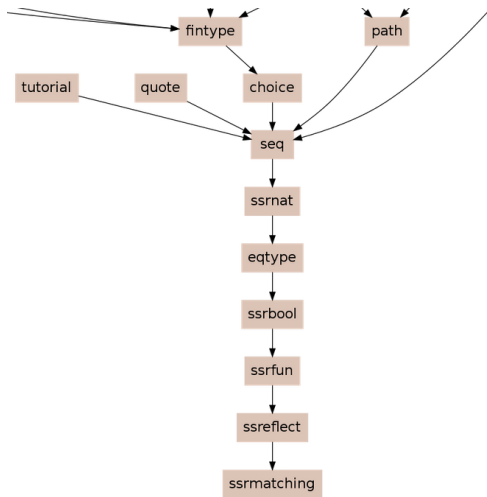 fintype
path
tutorial
quote
choice
seq
ssrnat
eqtype
ssrbool
ssrfun
ssreflect
ssrmatching